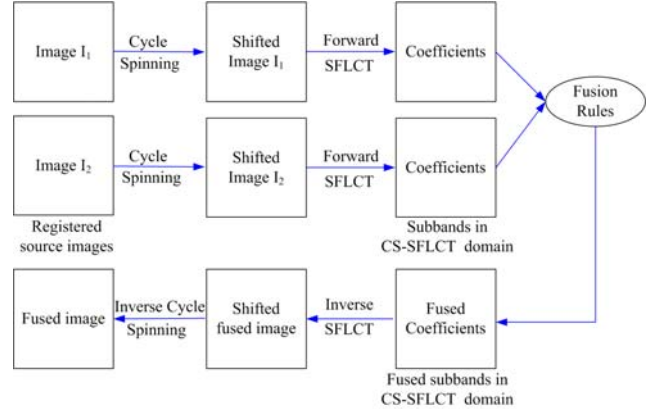 Image I1
Cycle
Spinning
Shifted
Image I1
Forward
SFLCT
Coefficients
Fusion
Rules
Image I2
Cycle
Spinning
Shifted
Image I2
Forward
SFLCT
Coefficients
Registered
source images
Subbands in
CS-SFLCT domain
Fused image
Inverse Cycle
Spinning
Shifted
fused image
Inverse
SFLCT
Fused
Coefficients
Fused subbands in
CS-SFLCT domain